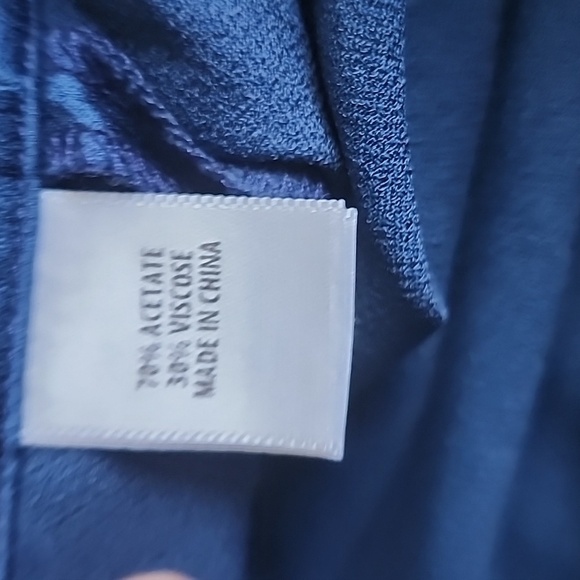 70% ACETATE
30% VISCOSE
MADE IN CHINA